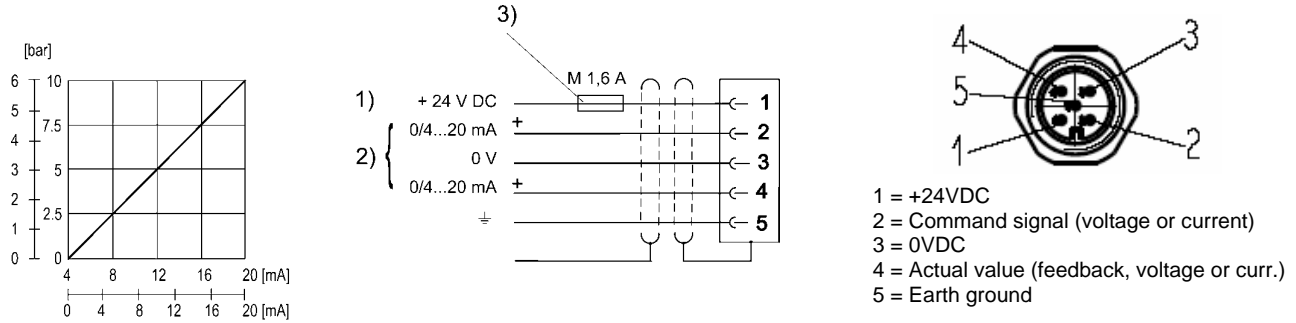 [bar]
6 10
5
7.5
4
3 5
2
2.5
1
0 0
4 8 12 16 20 [mA]
0 4 8 12 16 20 [mA]
3)
M 1,6 A
1) + 24 V DC 1
2) { 0/4...20 mA + 2
0 V 3
0/4...20 mA + 4
5
4 3
5
1 2
1 = +24VDC
2 = Command signal (voltage or current)
3 = 0VDC
4 = Actual value (feedback, voltage or curr.)
5 = Earth ground